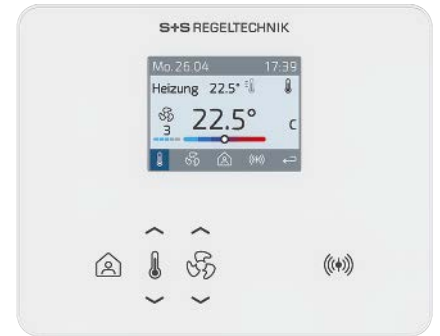 S+S REGELTECHNIK
Mo. 26.04 17:39
Heizung 22.5°
22.5° C
3